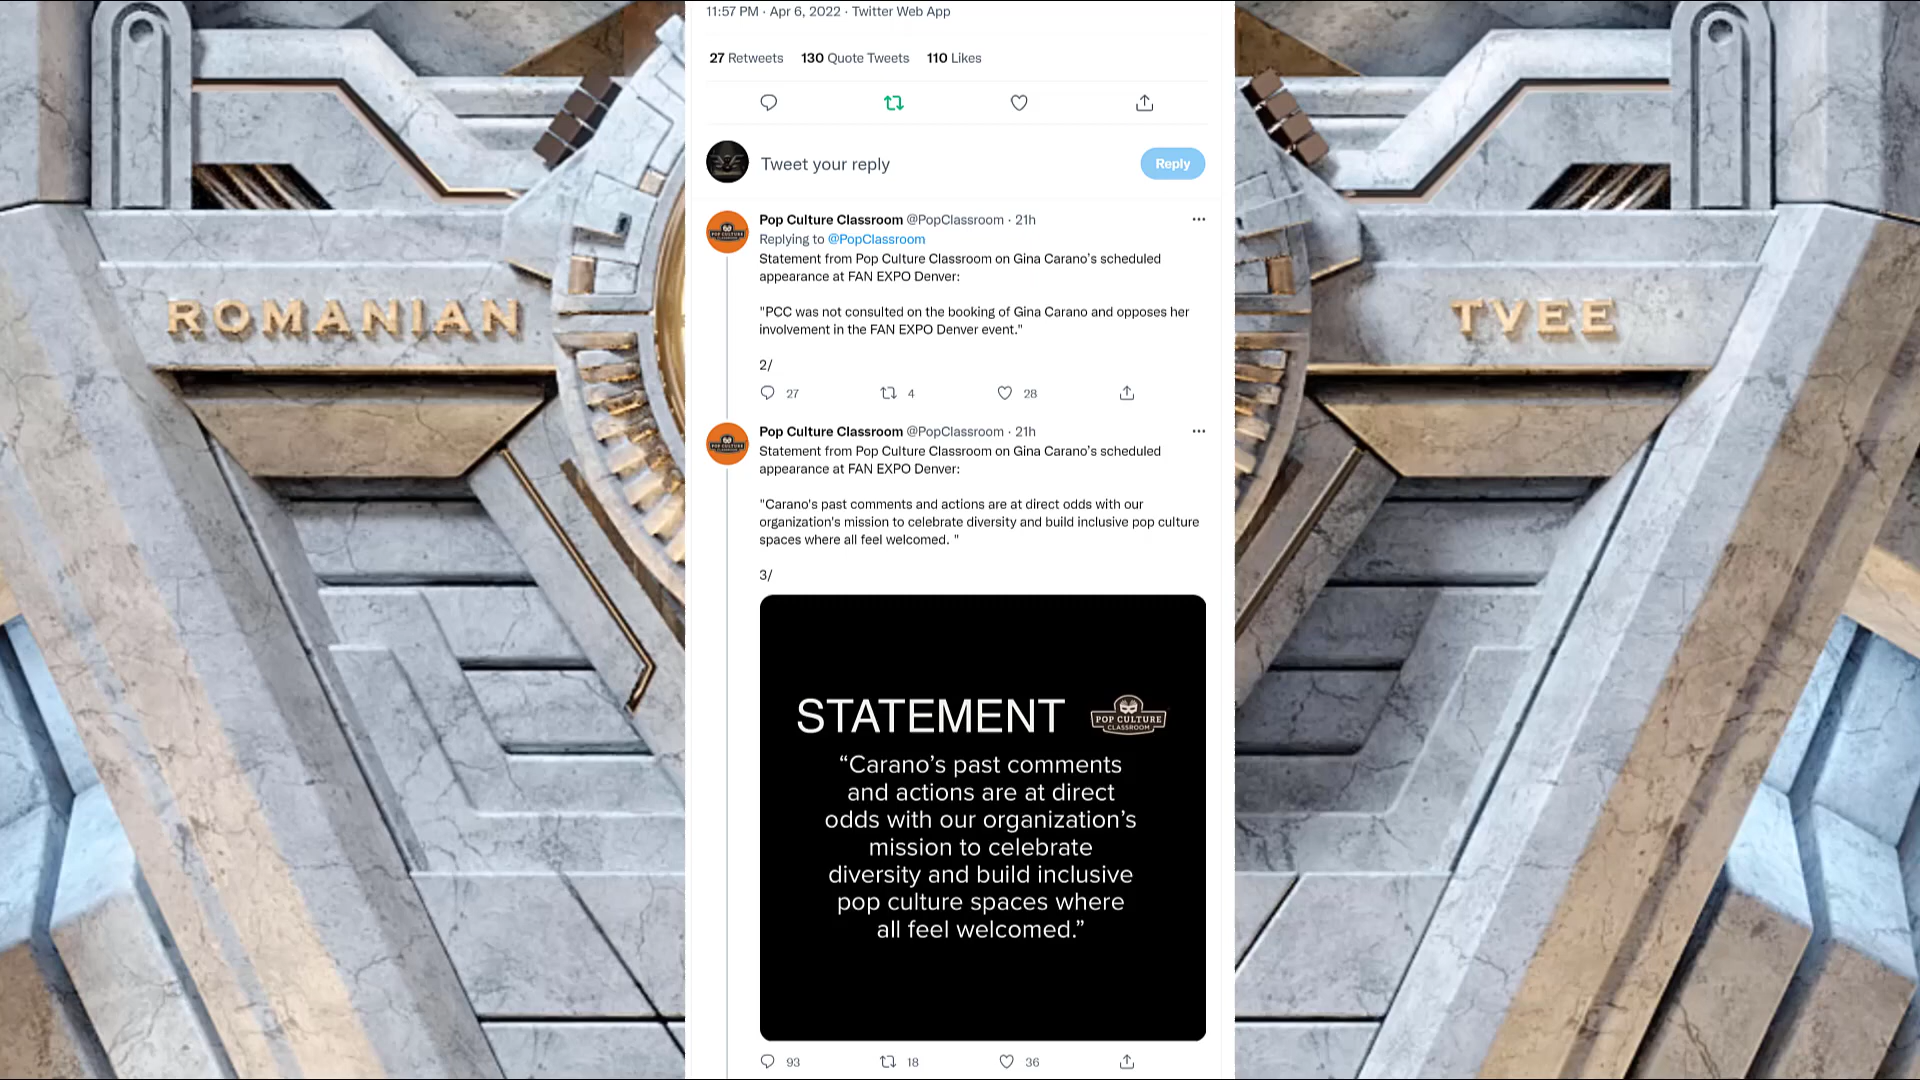 11:57 PM · Apr 6, 2022 · Twitter Web App
27 Retweets 130 Quote Tweets 110 Likes
Tweet your reply
Reply
Pop Culture Classroom @PopClassroom · 21h
Replying to @PopClassroom
Statement from Pop Culture Classroom on Gina Carano's scheduled
appearance at FAN EXPO Denver:
"PCC was not consulted on the booking of Gina Carano and opposes her
involvement in the FAN EXPO Denver event."
2/
27 4 28
Pop Culture Classroom @PopClassroom · 21h
Statement from Pop Culture Classroom on Gina Carano's scheduled
appearance at FAN EXPO Denver:
"Carano's past comments and actions are at direct odds with our
organization's mission to celebrate diversity and build inclusive pop culture
spaces where all feel welcomed. "
3/
STATEMENT
POP CULTURE
CLASSROOM
“Carano’s past comments
and actions are at direct
odds with our organization’s
mission to celebrate
diversity and build inclusive
pop culture spaces where
all feel welcomed.”
93 18 36
ROMANIAN
TVEE